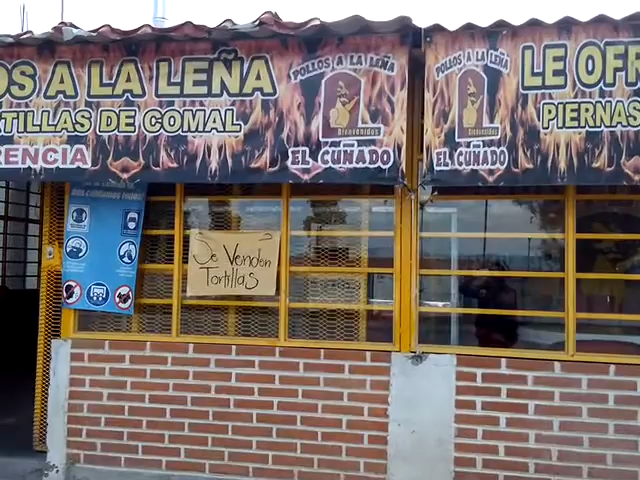 OS A LA LEÑA
TILLAS DE COMAL
RENCIA
POLLOS A LA LEÑA
Bienvenidos
EL CUÑADO
POLLOS A LA LEÑA
Bienvenidos
EL CUÑADO
LE OFR
PIERNAS
Se Venden
Tortillas